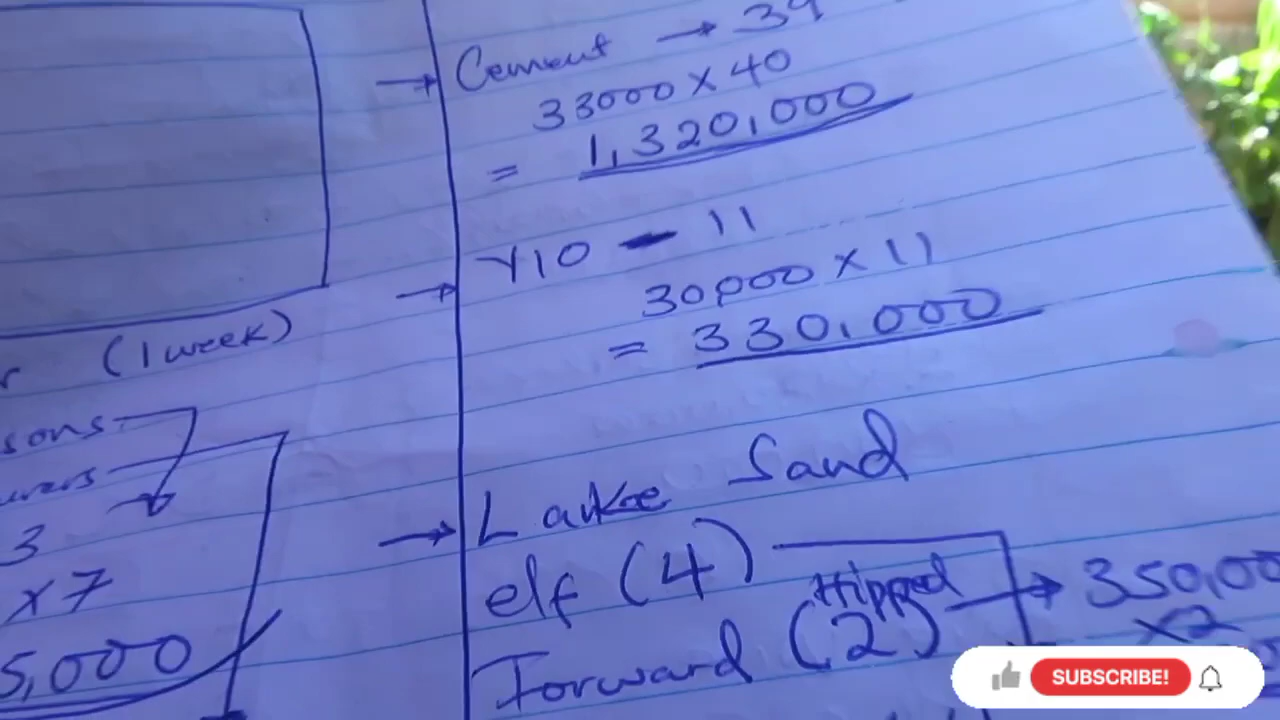 (1 week)
x7
5,000
Cement → 39
33000 x 40
= 1,320,000
Y10 - 11
30000 x 11
= 330,000
Lake Sand
elf (4)
Hipped
Forward (2)
350,00
x2
SUBSCRIBE!